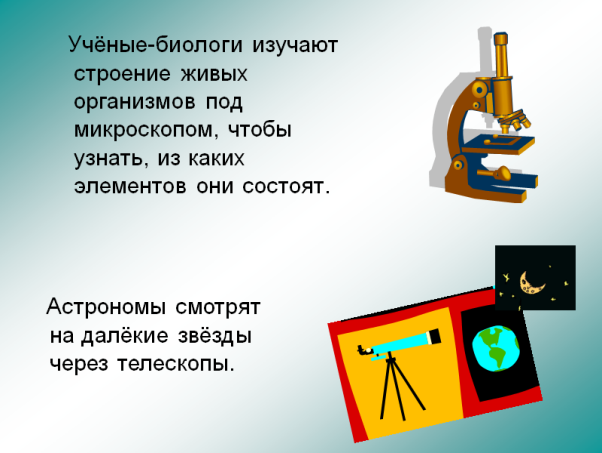 Учёные-биологи изучают
строение живых
организмов под
микроскопом, чтобы
узнать, из каких
элементов они состоят.
Астрономы смотрят
на далёкие звёзды
через телескопы.